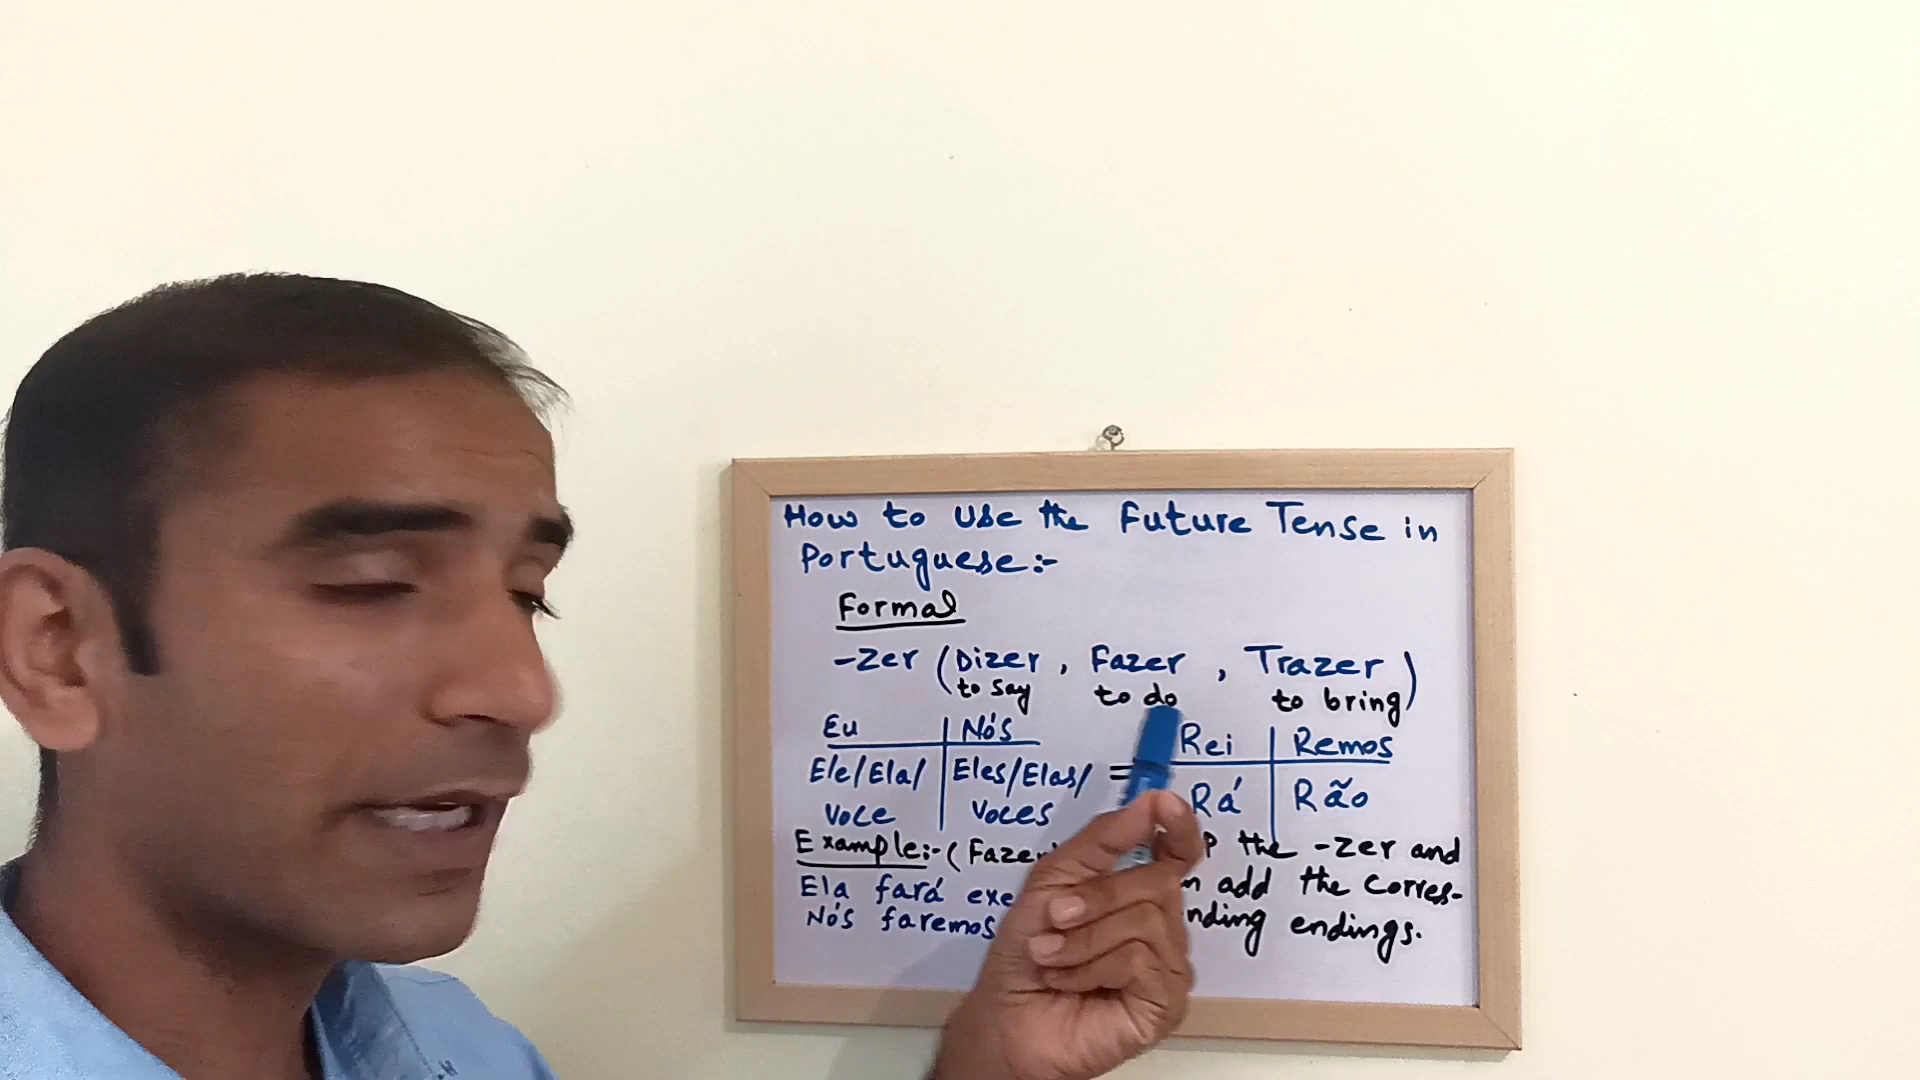 How to use the Future Tense in
Portuguese:-
Formal
-Zer (Dizer, Fazer, Trazer)
to say to do to bring
Eu Nós Rei Remos
Ele/Ela/ Eles/Elas/ =
Voce Voces Rá Rão
Example:- (Fazer the -Zer and
Ela fará add the Corres-
Nós faremos endings.